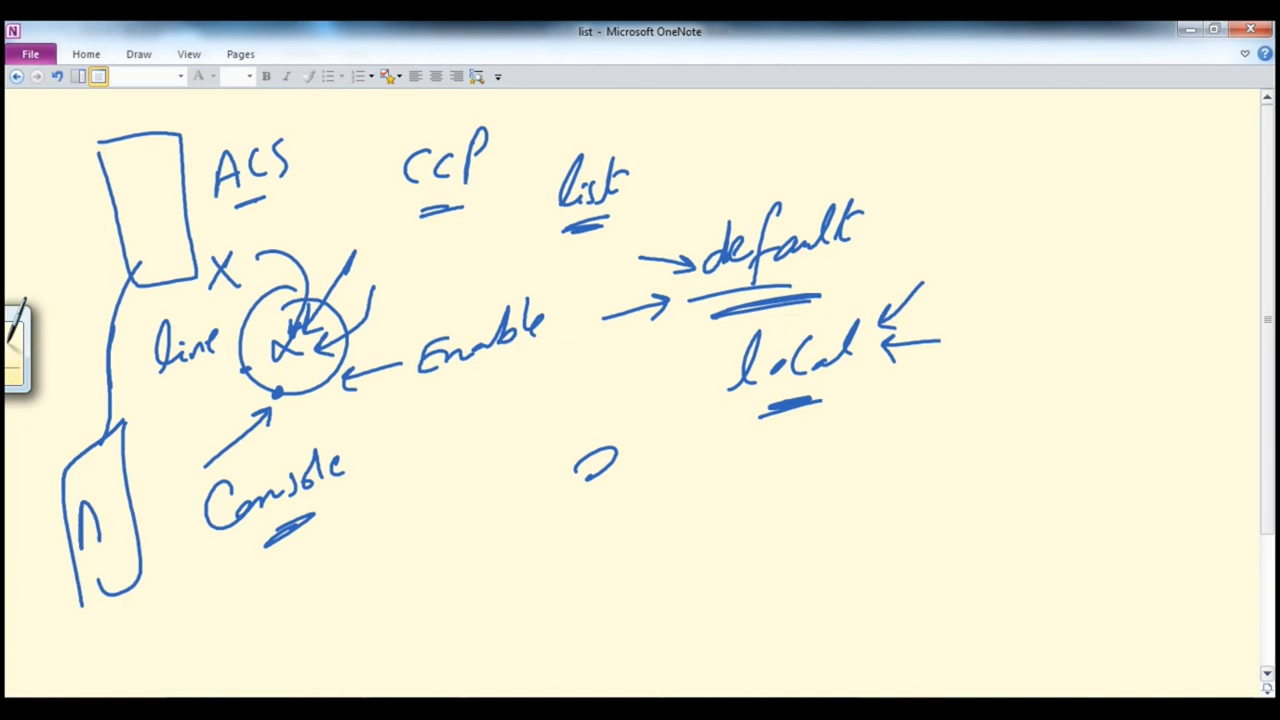 list - Microsoft OneNote
File Home Draw View Pages
ACS CCP list
default
X
line Enable
local
Console